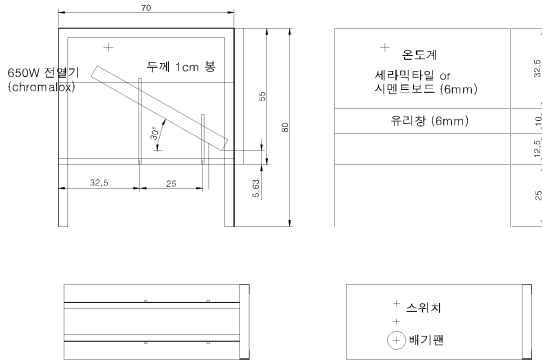 70
650W 전열기
(chromalox)
두께 1cm 봉
30°
55
80
32,5
25
5,63
온도계
세라믹타일 or
시멘트보드 (6mm)
유리창 (6mm)
32,5
10
12,5
25
스위치
배기팬